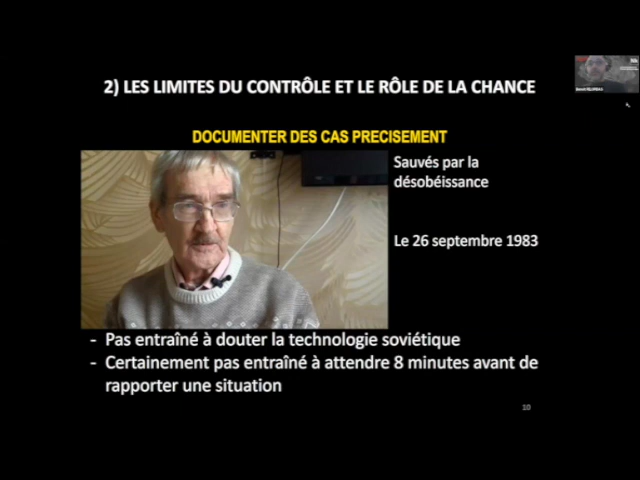 2) LES LIMITES DU CONTRÔLE ET LE RÔLE DE LA CHANCE
DOCUMENTER DES CAS PRECISEMENT
Sauvés par la
désobéissance
Le 26 septembre 1983
- Pas entraîné à douter la technologie soviétique
- Certainement pas entraîné à attendre 8 minutes avant de
rapporter une situation
10